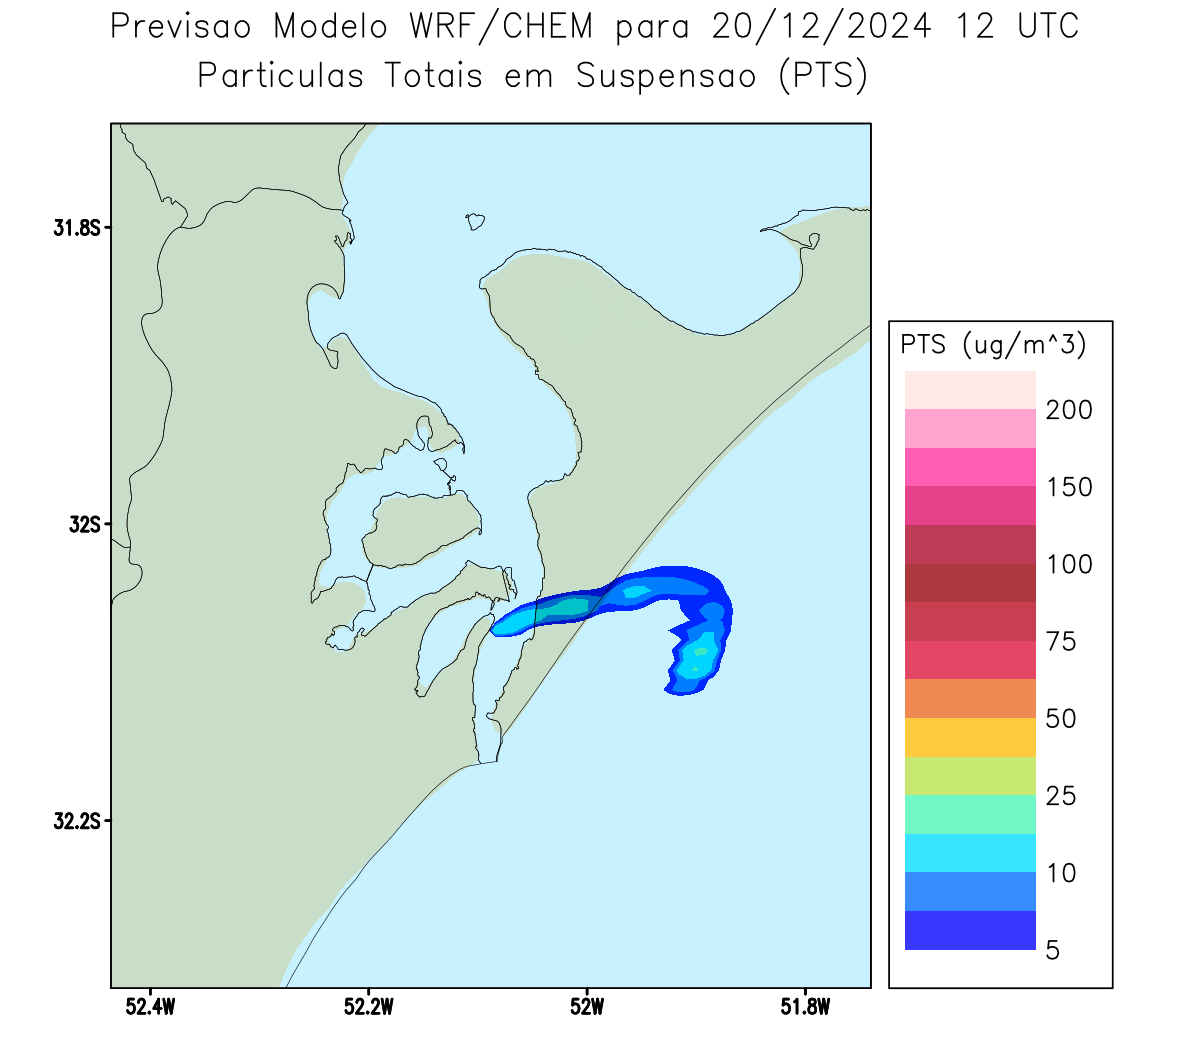 Previsao Modelo WRF/CHEM para 20/12/2024 12 UTC
Particulas Totais em Suspensao (PTS)
31.8S
32S
32.2S
52.4W
52.2W
52W
51.8W
PTS (ug/m^3)
200
150
100
75
50
25
10
5